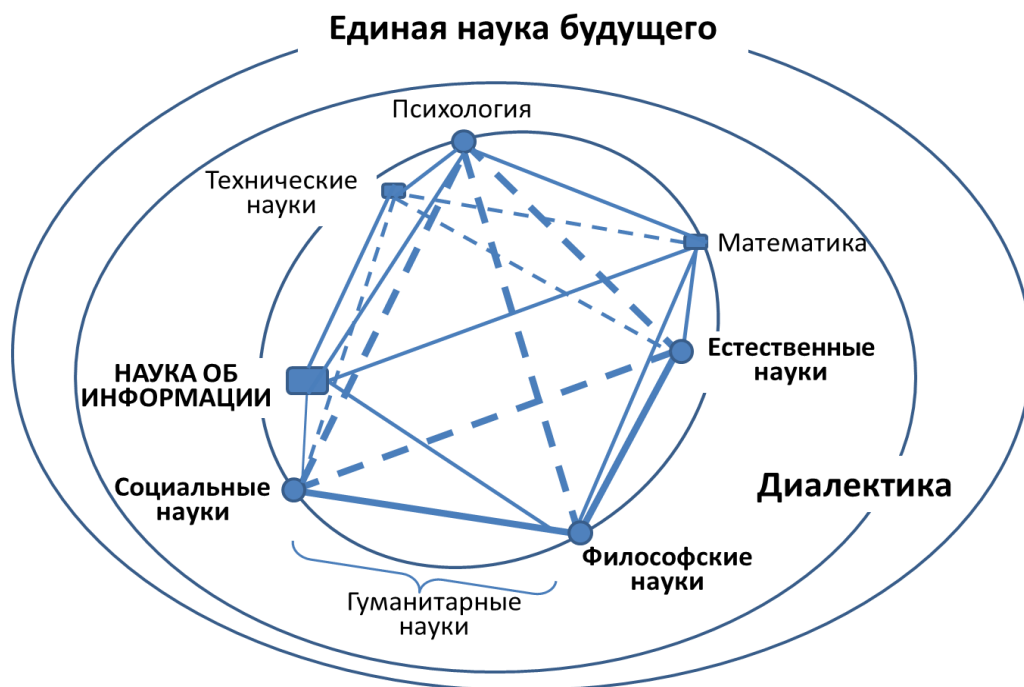 Единая наука будущего
Психология
Технические
науки
Математика
Естественные
науки
НАУКА ОБ
ИНФОРМАЦИИ
Социальные
науки
Диалектика
Философские
науки
Гуманитарные
науки